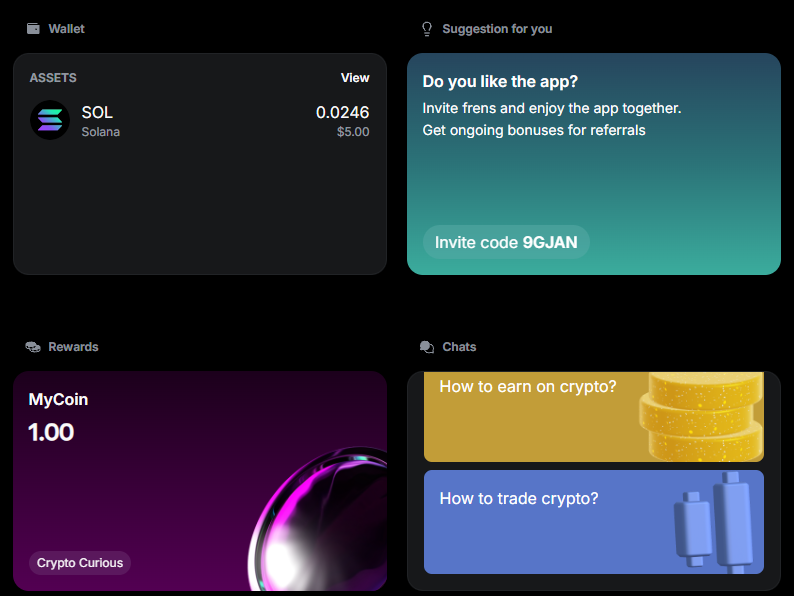 Wallet
ASSETS
View
SOL
0.0246
Solana
$5.00
Suggestion for you
Do you like the app?
Invite frens and enjoy the app together.
Get ongoing bonuses for referrals
Invite code 9GJAN
Rewards
MyCoin
1.00
Crypto Curious
Chats
How to earn on crypto?
How to trade crypto?